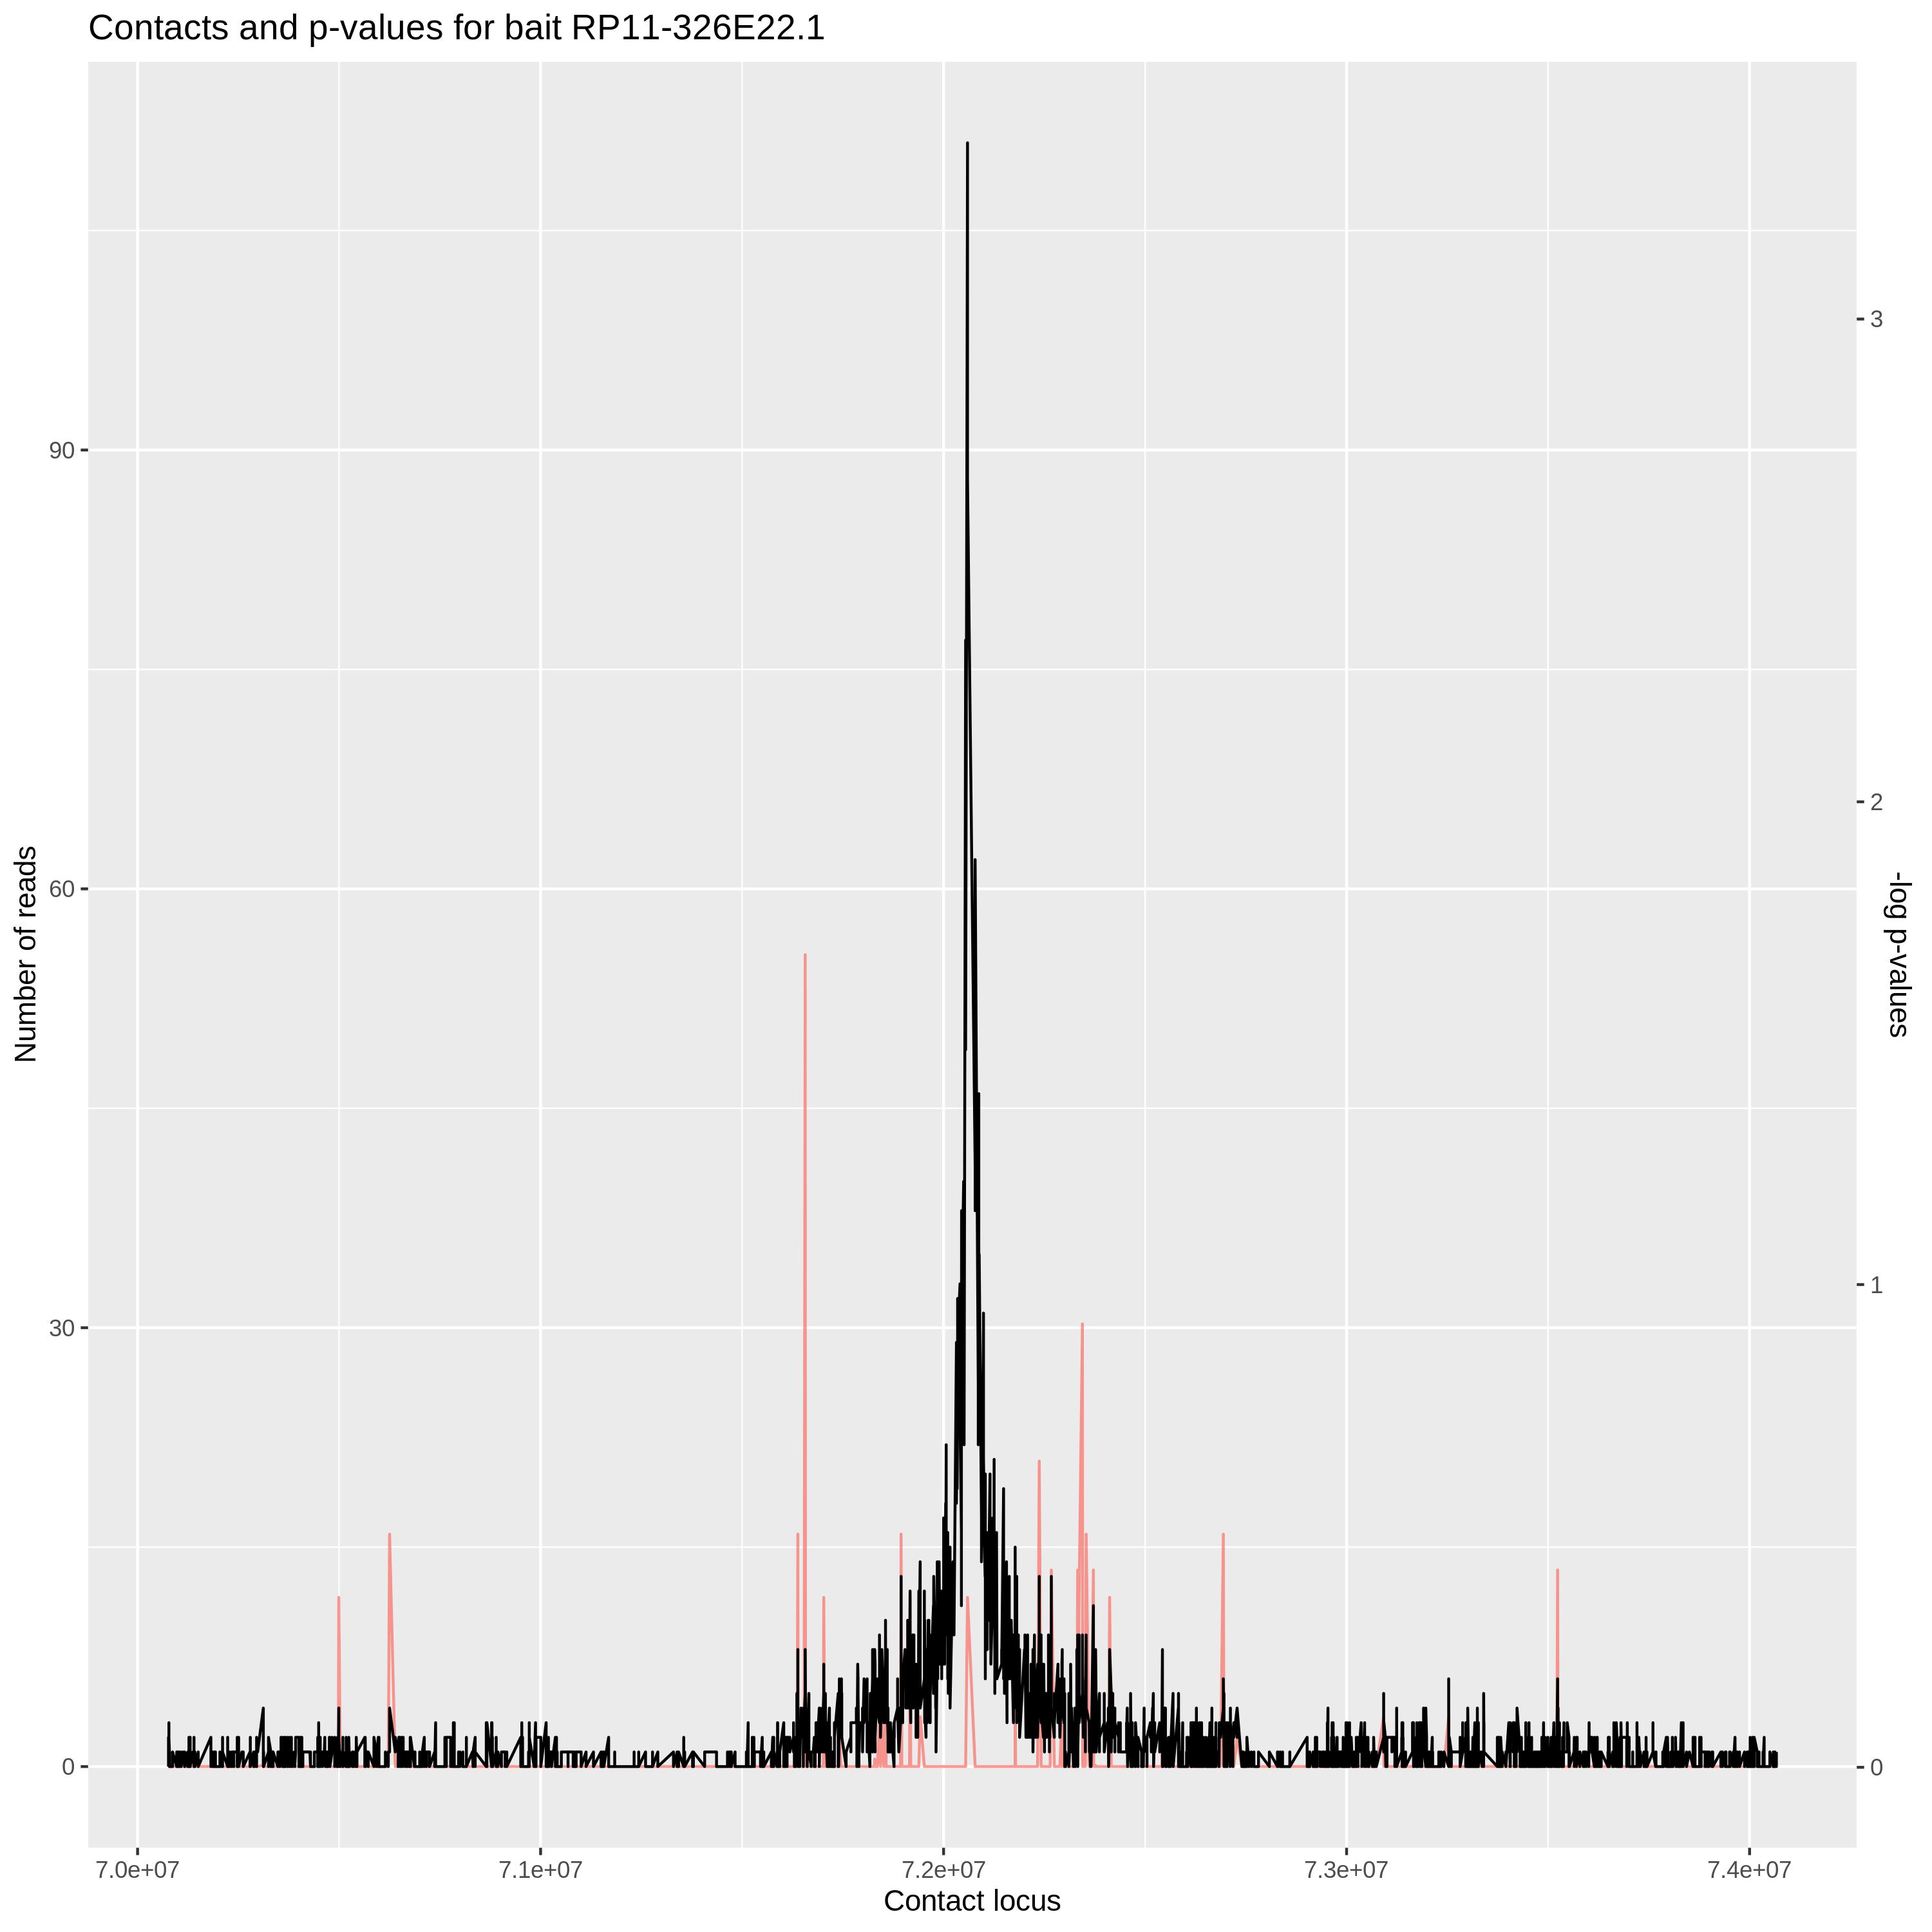 Contacts and p-values for bait RP11-326E22.1
90
60
30
0
Number of reads
3
2
1
0
-log p-values
7.0e+07
7.1e+07
7.2e+07
7.3e+07
7.4e+07
Contact locus